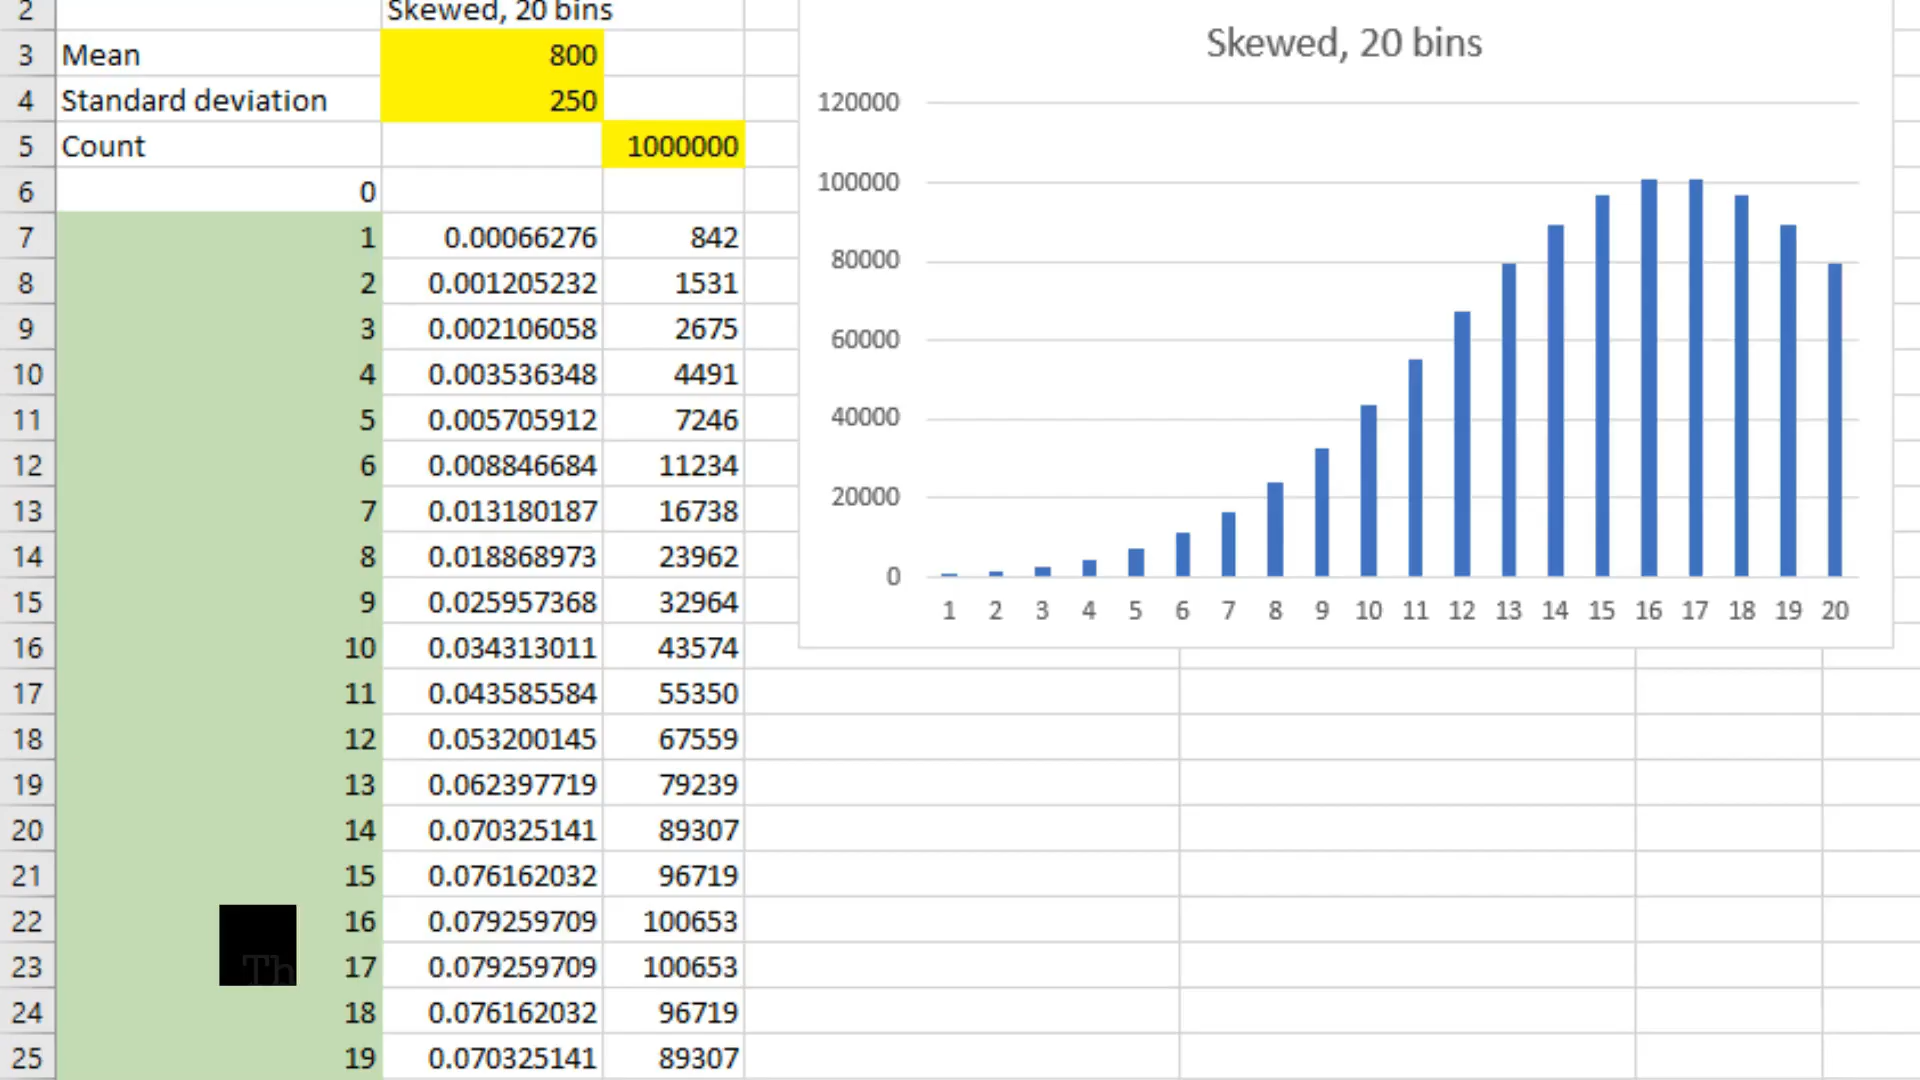 2 Skewed, 20 bins
3 Mean 800
4 Standard deviation 250
5 Count 1000000
6 0
7 1 0.00066276 842
8 2 0.001205232 1531
9 3 0.002106058 2675
10 4 0.003536348 4491
11 5 0.005705912 7246
12 6 0.008846684 11234
13 7 0.013180187 16738
14 8 0.018868973 23962
15 9 0.025957368 32964
16 10 0.034313011 43574
17 11 0.043585584 55350
18 12 0.053200145 67559
19 13 0.062397719 79239
20 14 0.070325141 89307
21 15 0.076162032 96719
22 16 0.079259709 100653
23 Th 17 0.079259709 100653
24 18 0.076162032 96719
25 19 0.070325141 89307
Skewed, 20 bins
120000
100000
80000
60000
40000
20000
0
1 2 3 4 5 6 7 8 9 10 11 12 13 14 15 16 17 18 19 20